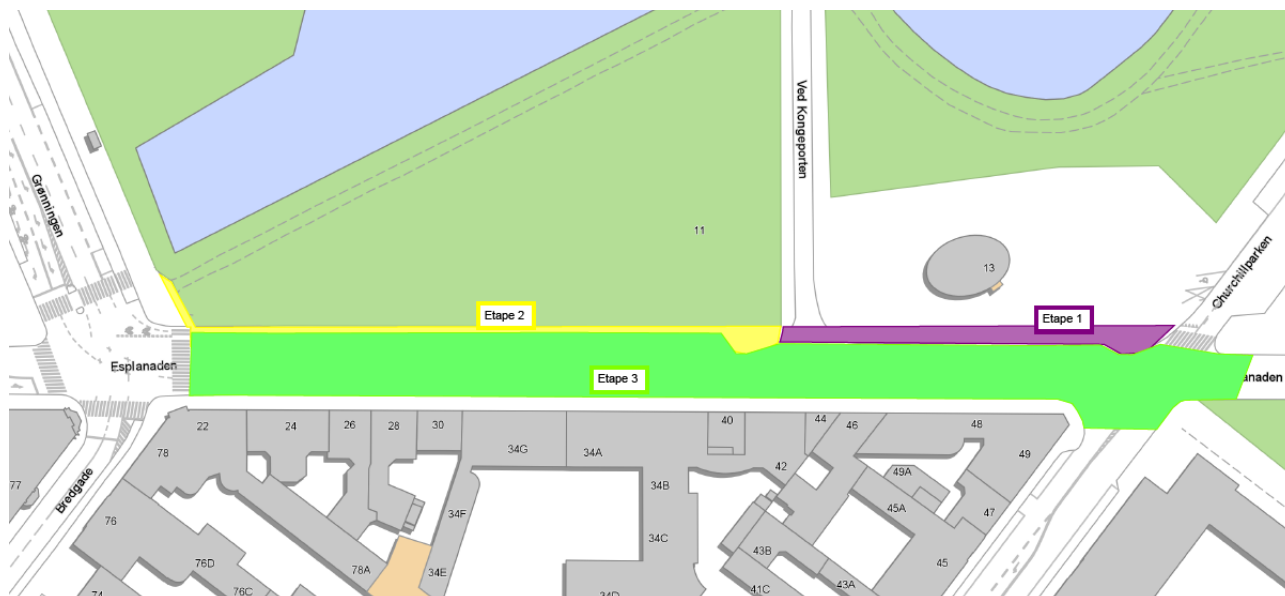 Ved Kongeporten
Grønningen
11
13
Churchillparken
Etape 2
Etape 1
Esplanaden
Etape 3
anaden
22
24
26
28
30
40
44
46
48
78
34G
34A
42
49A
49
77
Bredgade
76
34F
34B
45A
47
34C
76D
43B
78A
34E
45
76C
41C
43A
74
34D